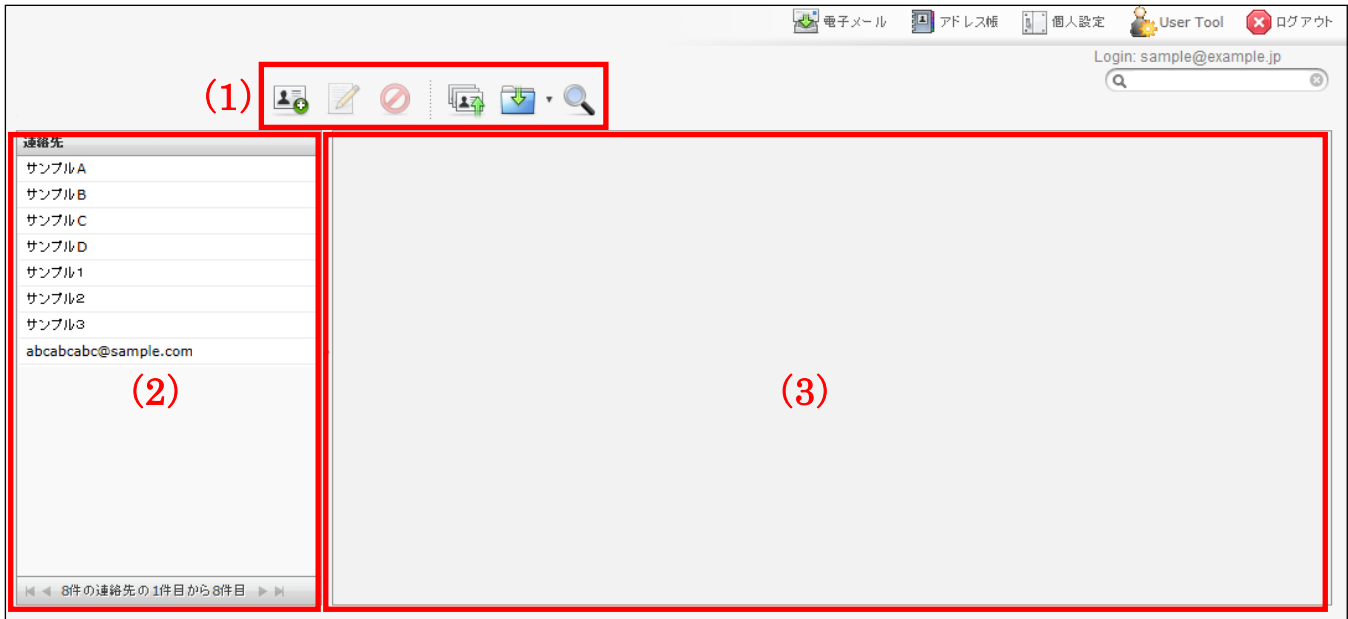 電子メール アドレス帳 個人設定 User Tool ログアウト
Login: sample@example.jp
(1)
連絡先
サンプルA
サンプルB
サンプルC
サンプルD
サンプル1
サンプル2
サンプル3
abcabcabc@sample.com
(2)
(3)
8件の連絡先の1件目から8件目